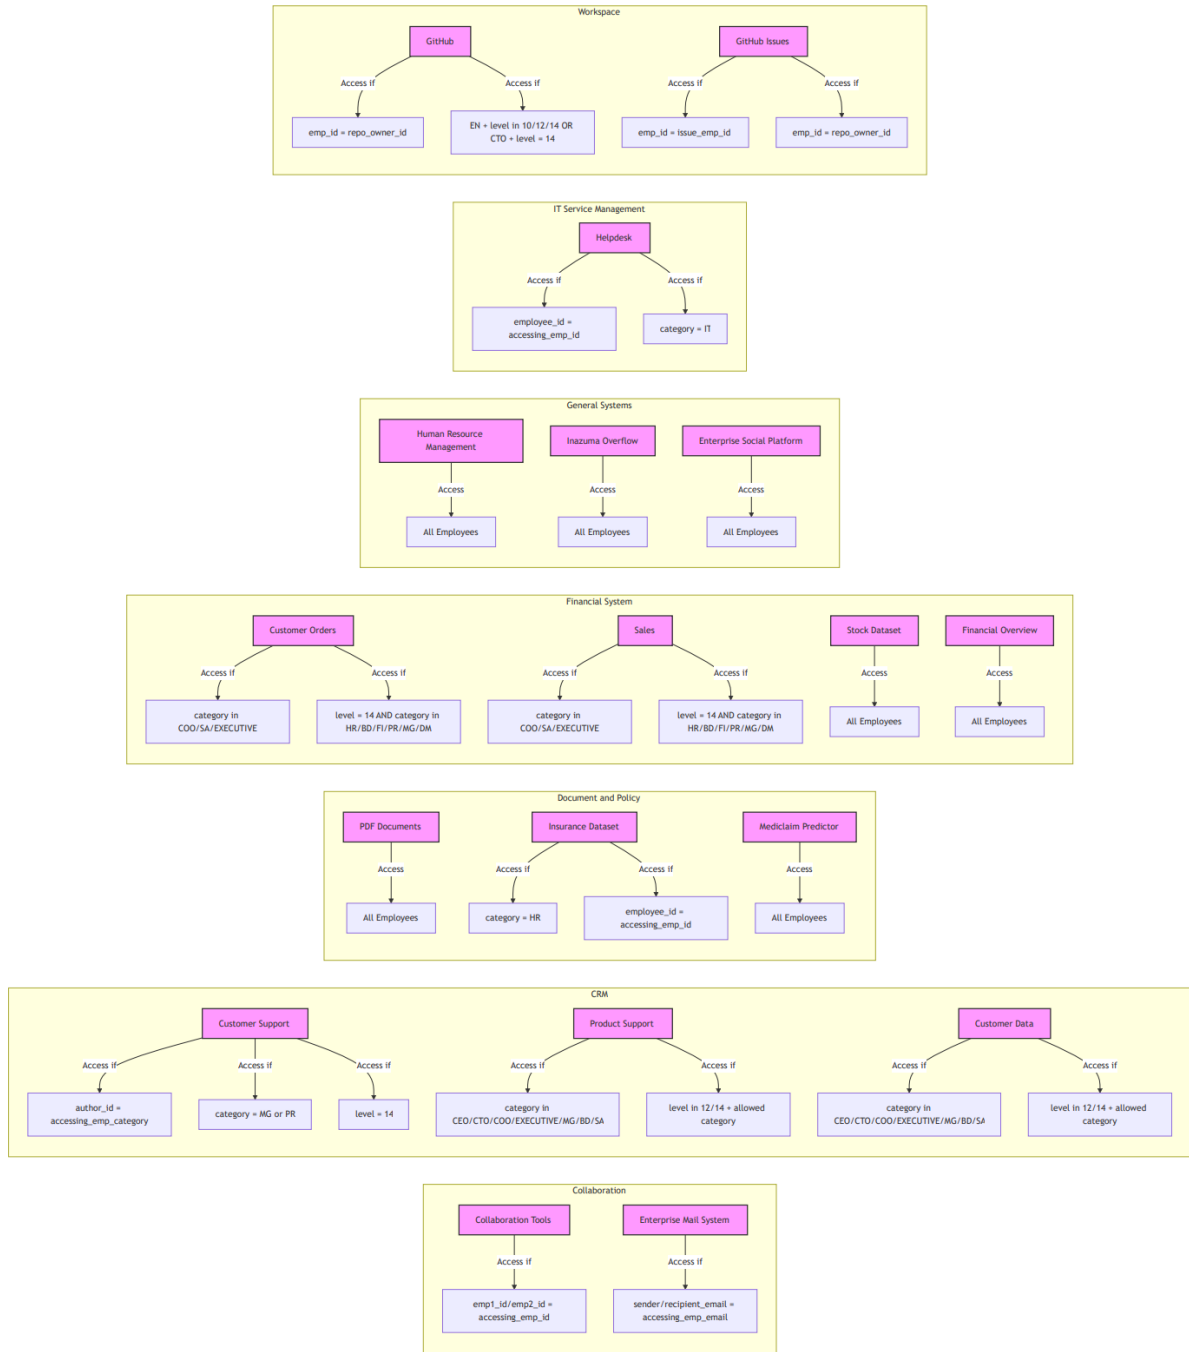 Workspace
GitHub
GitHub Issues
Access if
Access if
Access if
Access if
emp_id = repo_owner_id
EN + level in 10/12/14 OR
CTO + level = 14
emp_id = issue_emp_id
emp_id = repo_owner_id
IT Service Management
Helpdesk
Access if
Access if
employee_id =
accessing_emp_id
category = IT
General Systems
Human Resource
Management
Inazuma Overflow
Enterprise Social Platform
Access
Access
Access
All Employees
All Employees
All Employees
Financial System
Customer Orders
Sales
Stock Dataset
Financial Overview
Access if
Access if
Access if
Access if
Access
Access
category in
COO/SA/EXECUTIVE
level = 14 AND category in
HR/BD/FI/PR/MG/DM
category in
COO/SA/EXECUTIVE
level = 14 AND category in
HR/BD/FI/PR/MG/DM
All Employees
All Employees
Document and Policy
PDF Documents
Insurance Dataset
Mediclaim Predictor
Access
Access if
Access if
Access
All Employees
category = HR
employee_id =
accessing_emp_id
All Employees
CRM
Customer Support
Product Support
Customer Data
Access if
Access if
Access if
Access if
Access if
Access if
Access if
author_id =
accessing_emp_category
category = MG or PR
level = 14
category in
CEO/CTO/COO/EXECUTIVE/MG/BD/SA
level in 12/14 + allowed
category
category in
CEO/CTO/COO/EXECUTIVE/MG/BD/SA
level in 12/14 + allowed
category
Collaboration
Collaboration Tools
Enterprise Mail System
Access if
Access if
emp1_id/emp2_id =
accessing_emp_id
sender/recipient_email =
accessing_emp_email